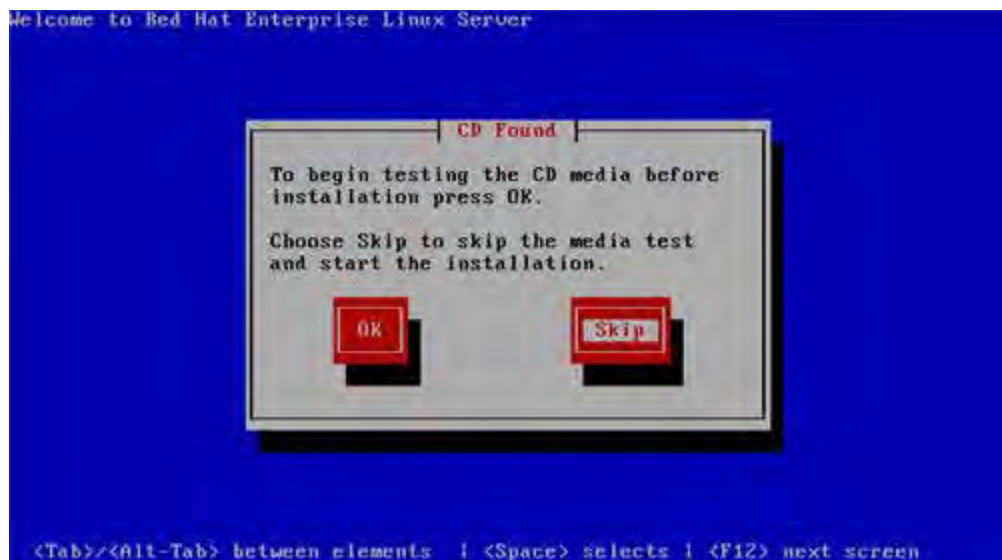 Welcome to Red Hat Enterprise Linux Server
CD Found
To begin testing the CD media before
installation press OK.
Choose Skip to skip the media test
and start the installation.
OK
Skip
<Tab>/<Alt-Tab> between elements | <Space> selects | <F12> next screen